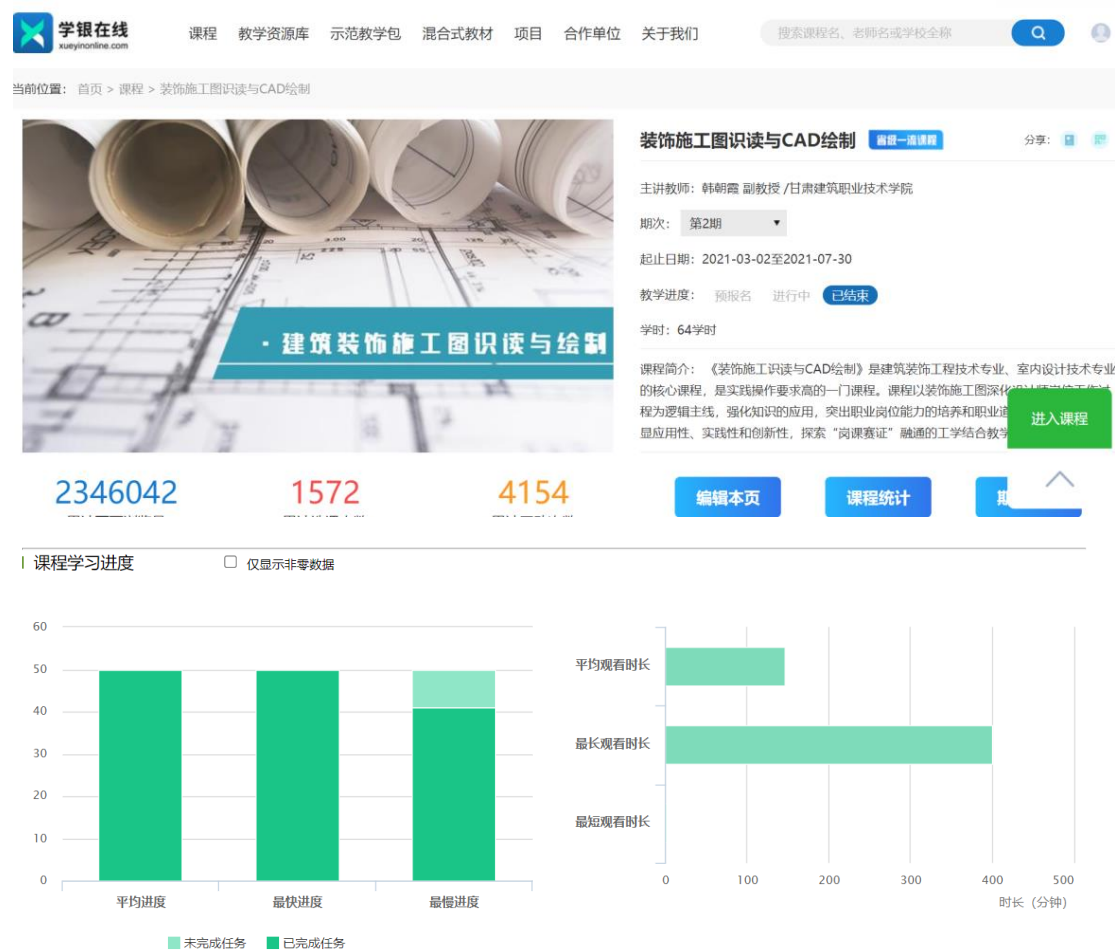 学银在线
xueyinonline.com
课程 教学资源库 示范教学包 混合式教材 项目 合作单位 关于我们
搜索课程名、老师名或学校全称
当前位置： 首页 > 课程 > 装饰施工图识读与CAD绘制
装饰施工图识读与CAD绘制 省级一流课程 分享：
主讲教师：韩朝霞 副教授 /甘肃建筑职业技术学院
期次： 第2期
起止日期：2021-03-02至2021-07-30
教学进度： 预报名 进行中 已结束
学时：64学时
课程简介： 《装饰施工识读与CAD绘制》是建筑装饰工程技术专业、室内设计技术专业
的核心课程，是实践操作要求高的一门课程。课程以装饰施工图深化
程为逻辑主线，强化知识的应用，突出职业岗位能力的培养和职业道
显应用性、实践性和创新性，探索“岗课赛证”融通的工学结合教学
进入课程
·建筑装饰施工图识读与绘制
2346042 1572 4154
编辑本页 课程统计 期
课程学习进度 仅显示非零数据
60
50
40
30
20
10
0
平均进度 最快进度 最慢进度
未完成任务 已完成任务
平均观看时长
最长观看时长
最短观看时长
0 100 200 300 400 500
时长（分钟）